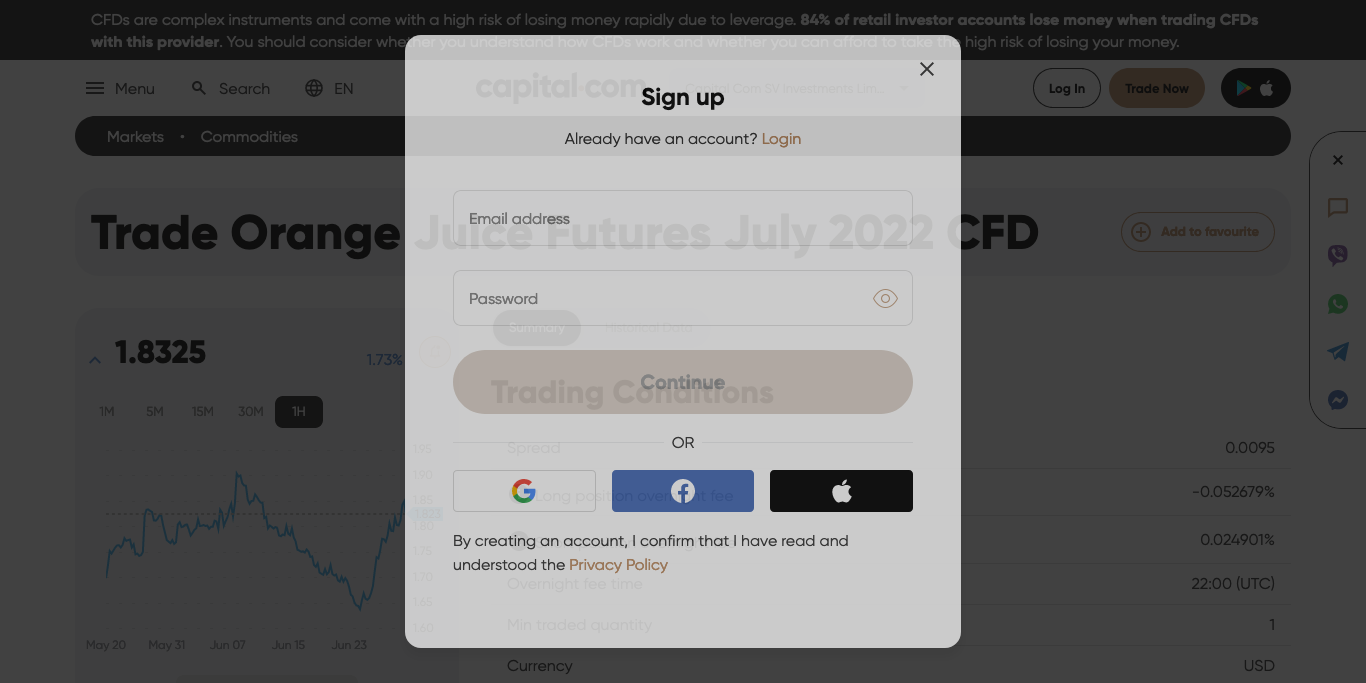 CFDs are complex instruments and come with a high risk of losing money rapidly due to leverage. 84% of retail investor accounts lose money when trading CFDs
with this provider. You should consider whether you understand how CFDs work and whether you can afford to take the high risk of losing your money.
Menu
Search
EN
capital.com
Capital Com SV Investments Lim...
Log In
Trade Now
Markets • Commodities
Sign up
Already have an account? Login
Email address
Password
Continue
OR
By creating an account, I confirm that I have read and
understood the Privacy Policy
Trade Orange Juice Futures July 2022 CFD
Add to favourite
1.8325
1.73%
1M 5M 15M 30M 1H
1.95
1.90
1.85
1.80
1.75
1.70
1.65
1.60
May 20 May 31 Jun 07 Jun 15 Jun 23
Summary
Historical Data
Trading Conditions
Spread 0.0095
Long position overnight fee -0.052679%
0.024901%
Overnight fee time 22:00 (UTC)
Min traded quantity 1
Currency USD